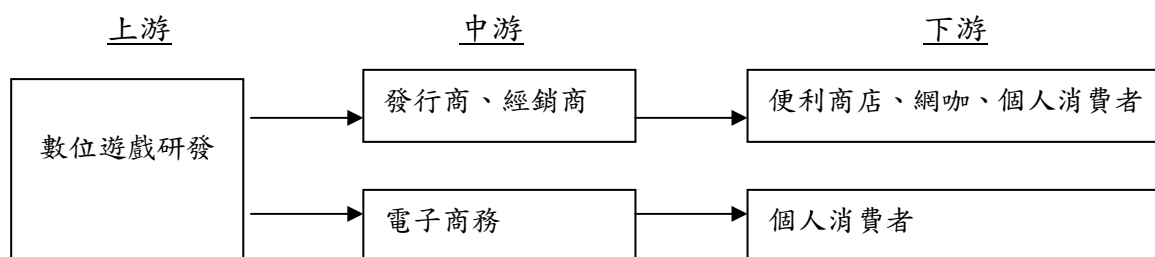 上游
中游
下游
數位遊戲研發
發行商、經銷商
便利商店、網咖、個人消費者
電子商務
個人消費者